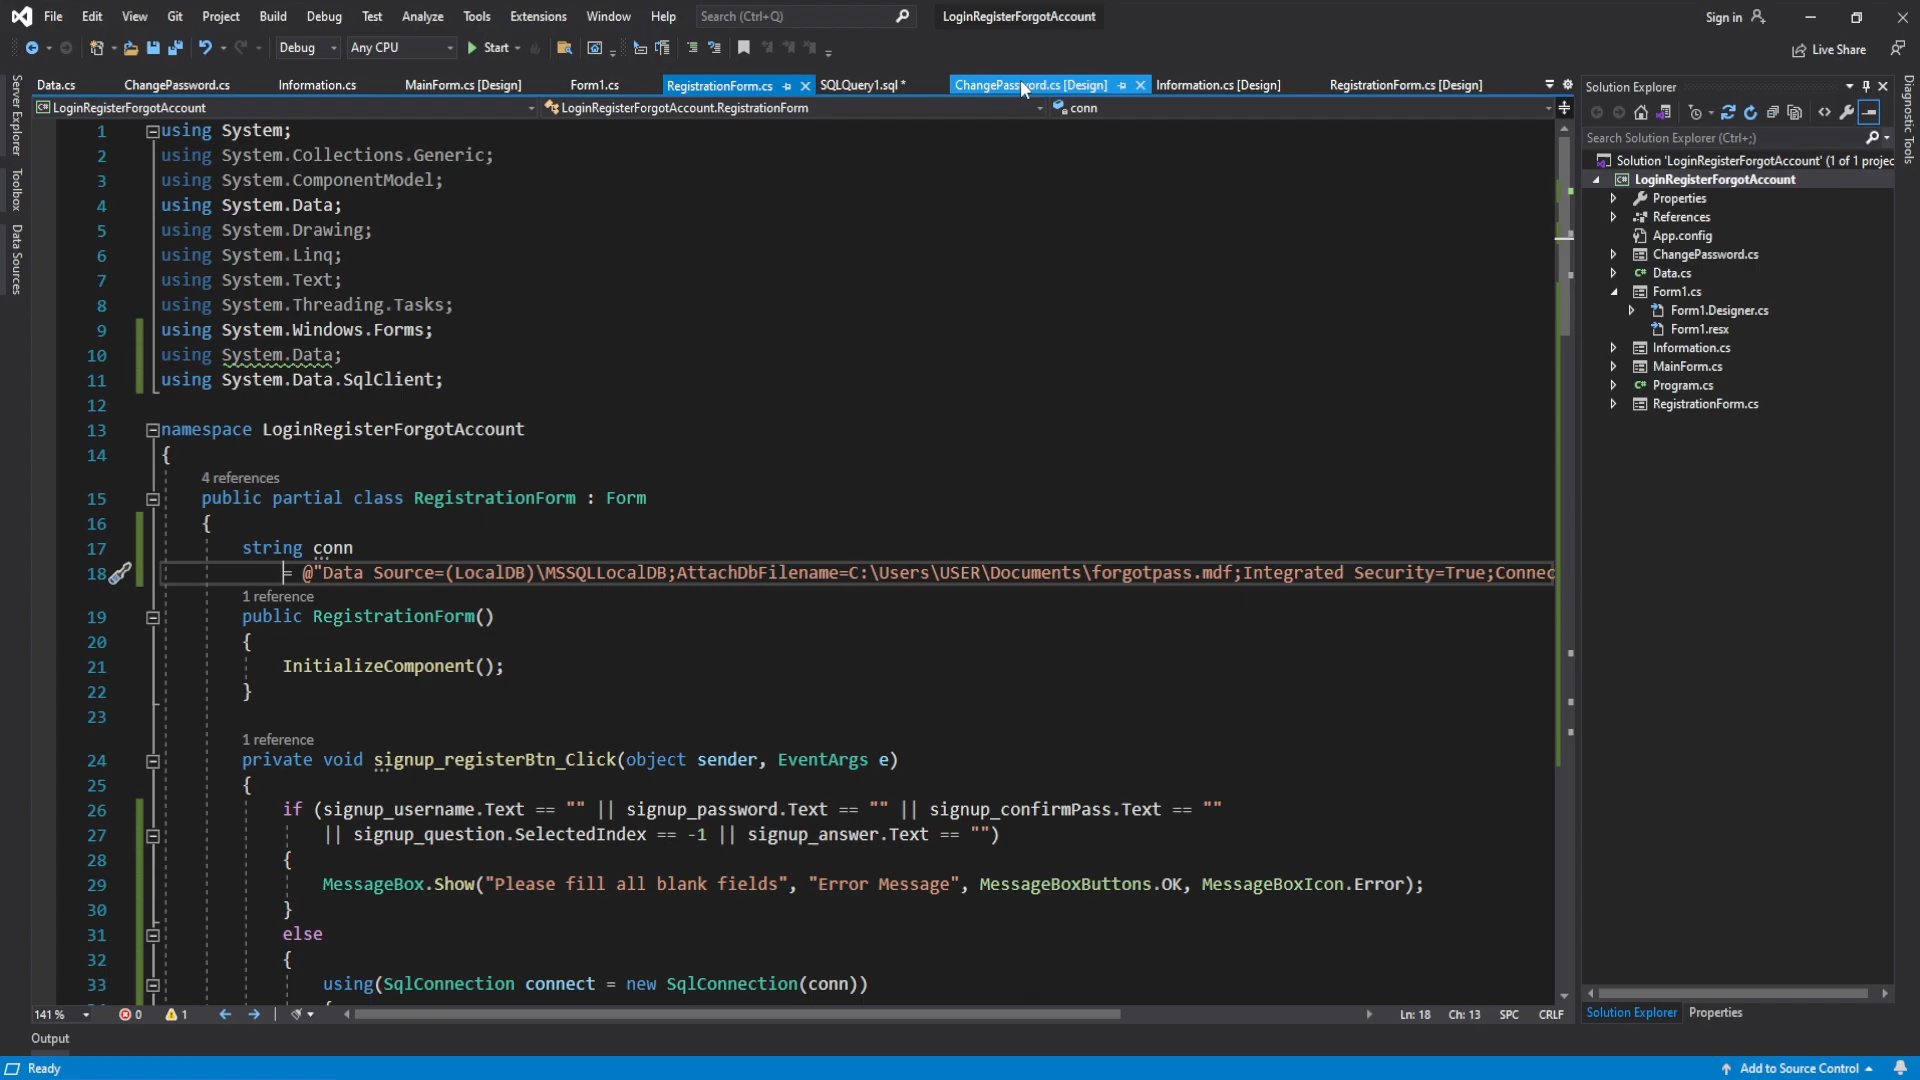 File Edit View Git Project Build Debug Test Analyze Tools Extensions Window Help Search (Ctrl+Q) LoginRegisterForgotAccount Sign in
Debug Any CPU Start Live Share
Data.cs ChangePassword.cs Information.cs MainForm.cs [Design] Form1.cs RegistrationForm.cs SQLQuery1.sql * ChangePassword.cs [Design] Information.cs [Design] RegistrationForm.cs [Design]
LoginRegisterForgotAccount LoginRegisterForgotAccount.RegistrationForm conn
Server Explorer
Toolbox
Data Sources
1 using System;
2 using System.Collections.Generic;
3 using System.ComponentModel;
4 using System.Data;
5 using System.Drawing;
6 using System.Linq;
7 using System.Text;
8 using System.Threading.Tasks;
9 using System.Windows.Forms;
10 using System.Data;
11 using System.Data.SqlClient;
12
13 namespace LoginRegisterForgotAccount
14 {
4 references
15 public partial class RegistrationForm : Form
16 {
17 string conn
18 = @"Data Source=(LocalDB)\MSSQLLocalDB;AttachDbFilename=C:\Users\USER\Documents\forgotpass.mdf;Integrated Security=True;Connec
1 reference
19 public RegistrationForm()
20 {
21 InitializeComponent();
22 }
23
1 reference
24 private void signup_registerBtn_Click(object sender, EventArgs e)
25 {
26 if (signup_username.Text == "" || signup_password.Text == "" || signup_confirmPass.Text == ""
27 || signup_question.SelectedIndex == -1 || signup_answer.Text == "")
28 {
29 MessageBox.Show("Please fill all blank fields", "Error Message", MessageBoxButtons.OK, MessageBoxIcon.Error);
30 }
31 else
32 {
33 using(SqlConnection connect = new SqlConnection(conn))
141 % 0 1 Ln: 18 Ch: 13 SPC CRLF
Output
Ready Add to Source Control
Solution Explorer
Search Solution Explorer (Ctrl+;)
Solution 'LoginRegisterForgotAccount' (1 of 1 projec
LoginRegisterForgotAccount
Properties
References
App.config
ChangePassword.cs
Data.cs
Form1.cs
Form1.Designer.cs
Form1.resx
Information.cs
MainForm.cs
Program.cs
RegistrationForm.cs
Solution Explorer Properties
Diagnostic Tools